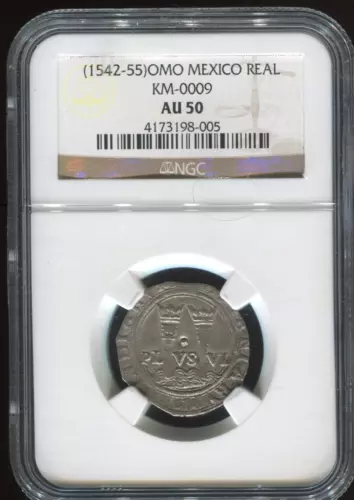 (1542-55)OMO MEXICO REAL
KM-0009
AU 50
4173198-005
NGC
PL VS VL